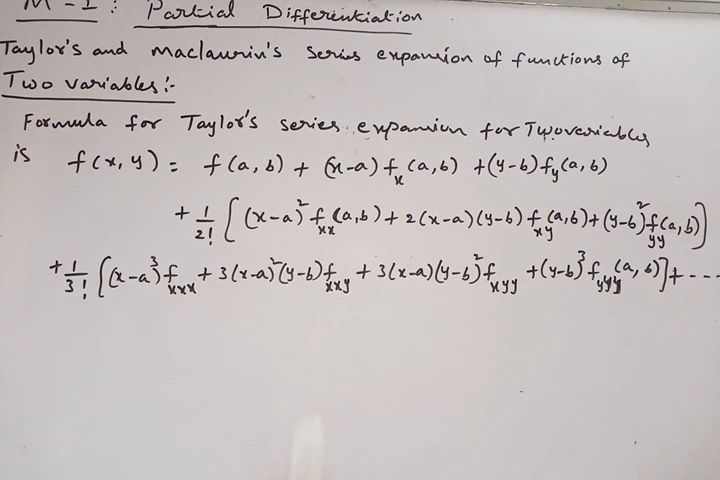 M-I : Partial Differentiation
Taylor's and Maclaurin's series expansion of functions of
Two variables :-
Formula for Taylor's series expansion for Two variables
is f(x, y) = f(a, b) + (x-a) f_x (a, b) + (y-b) f_y (a, b)
+ 1/2! [(x-a)² f_xx (a, b) + 2(x-a)(y-b) f_xy (a, b) + (y-b)² f_yy (a, b)]
+ 1/3! [(x-a)³ f_xxx + 3(x-a)² (y-b) f_xxy + 3(x-a)(y-b)² f_xyy + (y-b)³ f_yyy (a, b)] + ----